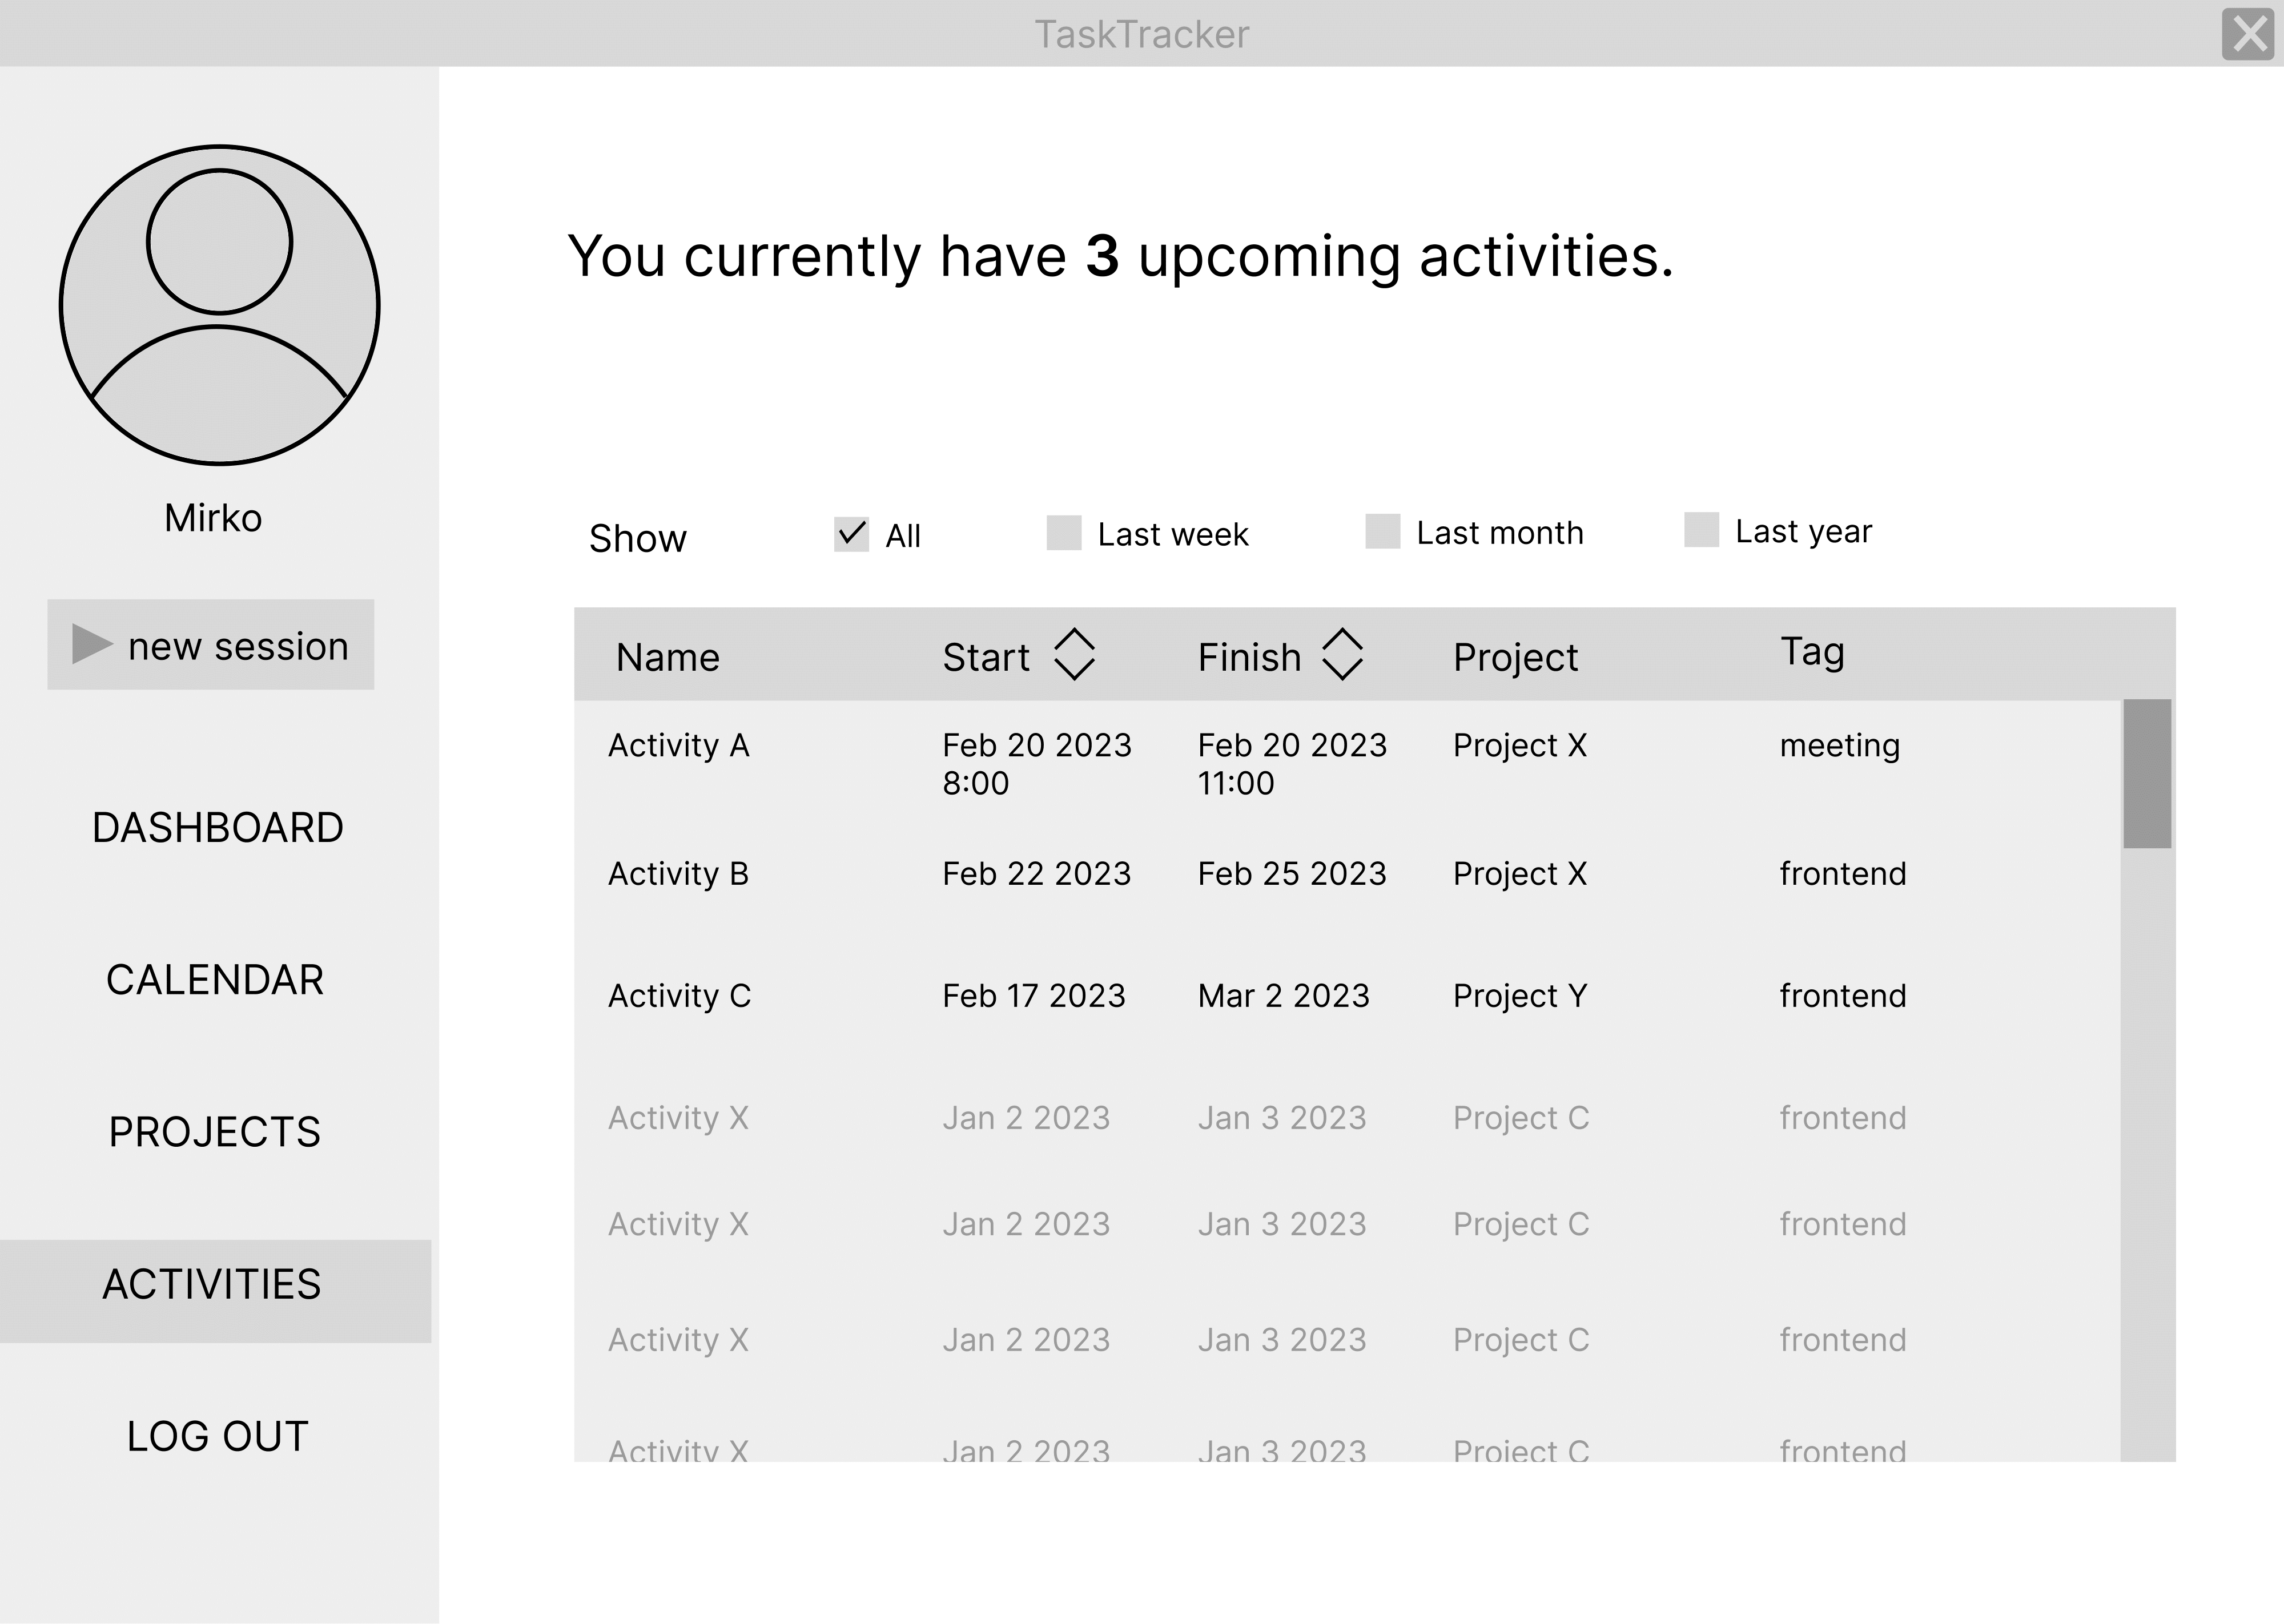 TaskTracker
Mirko
new session
DASHBOARD
CALENDAR
PROJECTS
ACTIVITIES
LOG OUT
You currently have 3 upcoming activities.
Show All Last week Last month Last year
Name Start Finish Project Tag
Activity A Feb 20 2023 Feb 20 2023 Project X meeting
8:00 11:00
Activity B Feb 22 2023 Feb 25 2023 Project X frontend
Activity C Feb 17 2023 Mar 2 2023 Project Y frontend
Activity X Jan 2 2023 Jan 3 2023 Project C frontend
Activity X Jan 2 2023 Jan 3 2023 Project C frontend
Activity X Jan 2 2023 Jan 3 2023 Project C frontend
Activity X Jan 2 2023 Jan 3 2023 Project C frontend